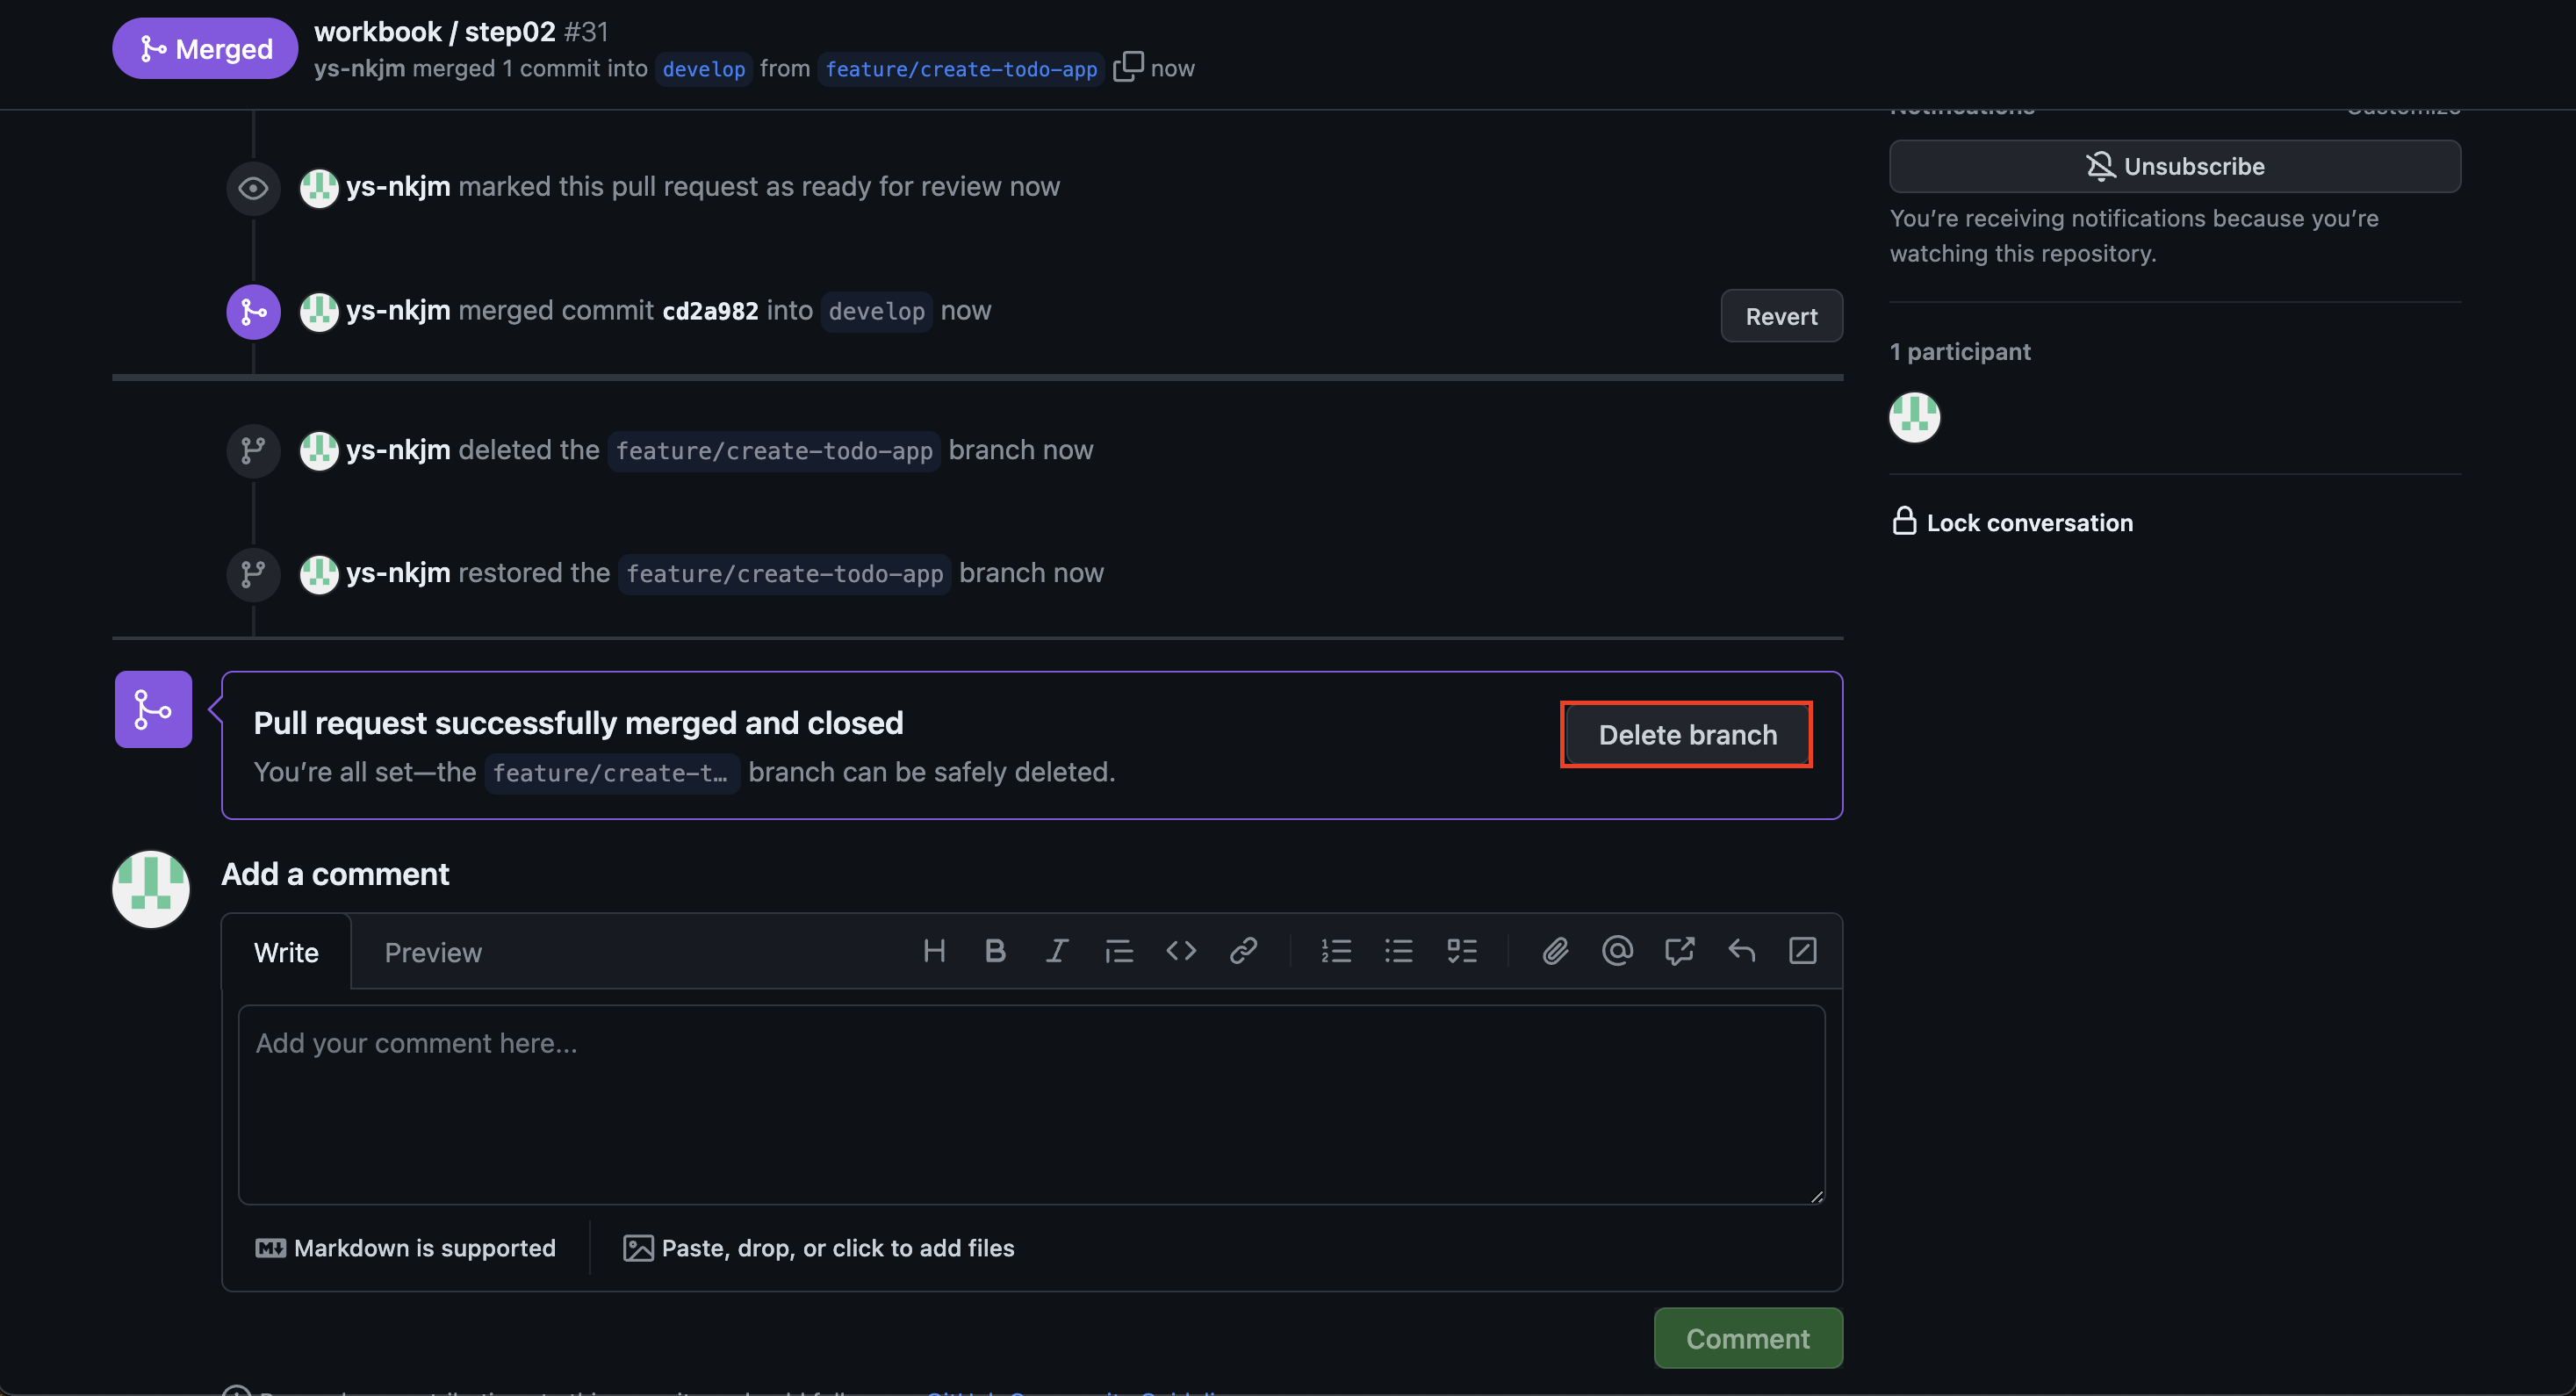 Merged
workbook / step02 #31
ys-nkjm merged 1 commit into develop from feature/create-todo-app now
Notifications Customize
ys-nkjm marked this pull request as ready for review now
Unsubscribe
You’re receiving notifications because you’re
watching this repository.
ys-nkjm merged commit cd2a982 into develop now
Revert
1 participant
ys-nkjm deleted the feature/create-todo-app branch now
Lock conversation
ys-nkjm restored the feature/create-todo-app branch now
Pull request successfully merged and closed
You’re all set—the feature/create-t… branch can be safely deleted.
Delete branch
Add a comment
Write Preview
Add your comment here...
Markdown is supported
Paste, drop, or click to add files
Comment